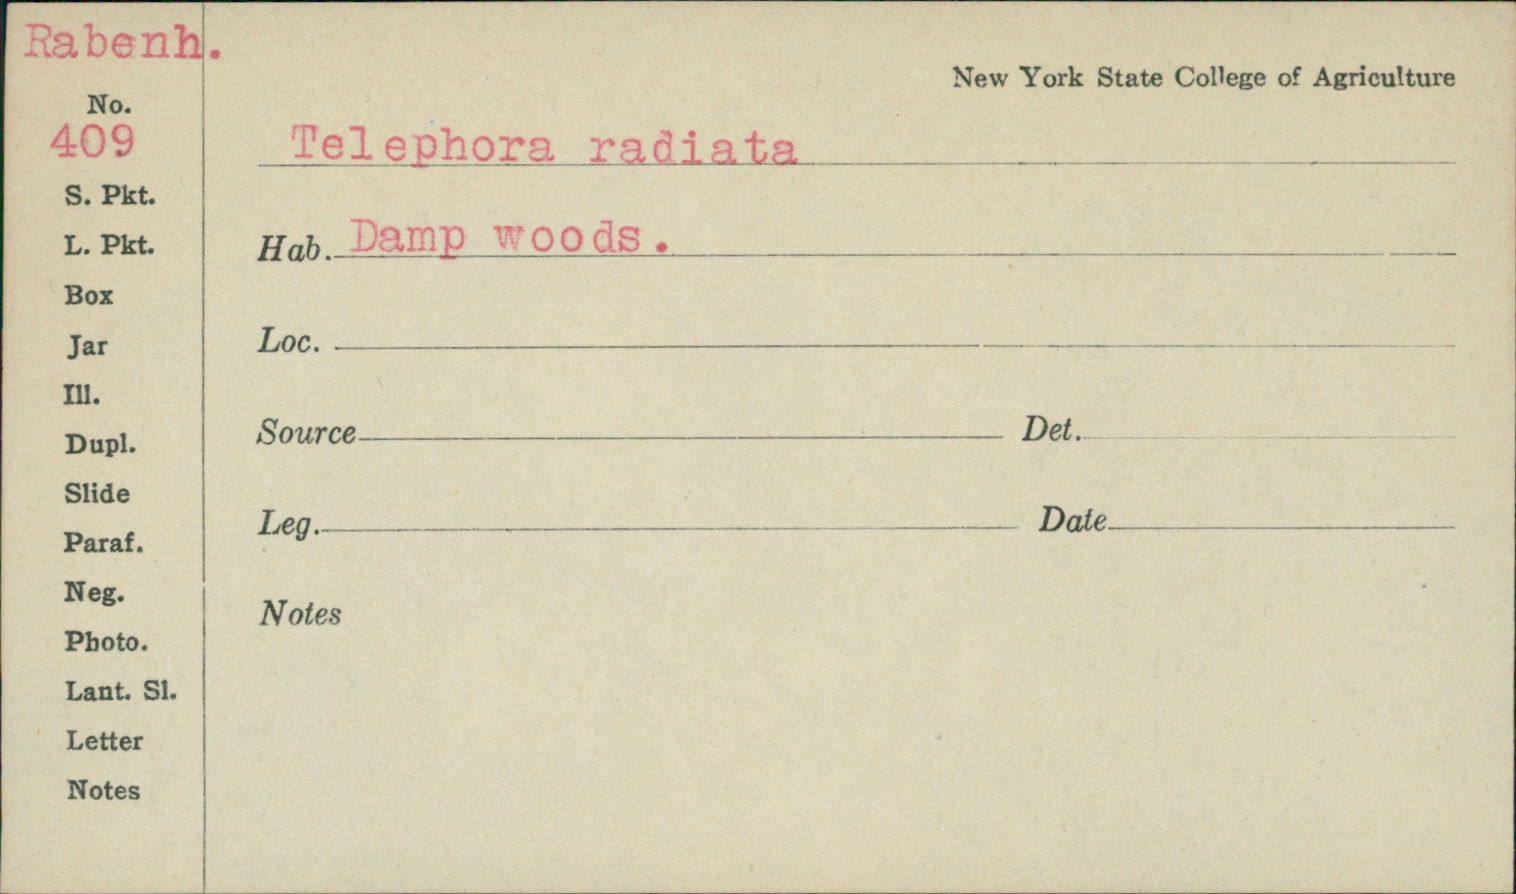 Rabenh.
No.
409
S. Pkt.
L. Pkt.
Box
Jar
Ill.
Dupl.
Slide
Paraf.
Neg.
Photo.
Lant. Sl.
Letter
Notes
New York State College of Agriculture
Telephora radiata
Hab. Damp woods.
Loc.
Source Det.
Leg. Date
Notes